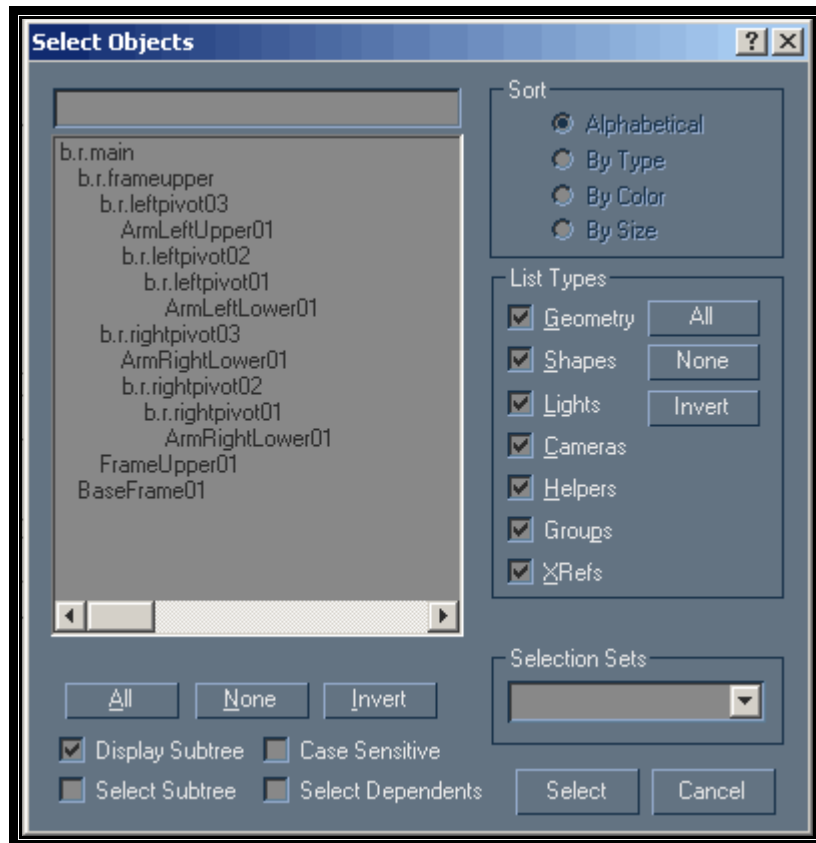 Select Objects
b.r.main
b.r.frameupper
b.r.leftpivot03
ArmLeftUpper01
b.r.leftpivot02
b.r.leftpivot01
ArmLeftLower01
b.r.rightpivot03
ArmRightLower01
b.r.rightpivot02
b.r.rightpivot01
ArmRightLower01
FrameUpper01
BaseFrame01
All None Invert
Display Subtree Case Sensitive
Select Subtree Select Dependents
Sort
Alphabetical
By Type
By Color
By Size
List Types
Geometry All
Shapes None
Lights Invert
Cameras
Helpers
Groups
XRefs
Selection Sets
Select Cancel